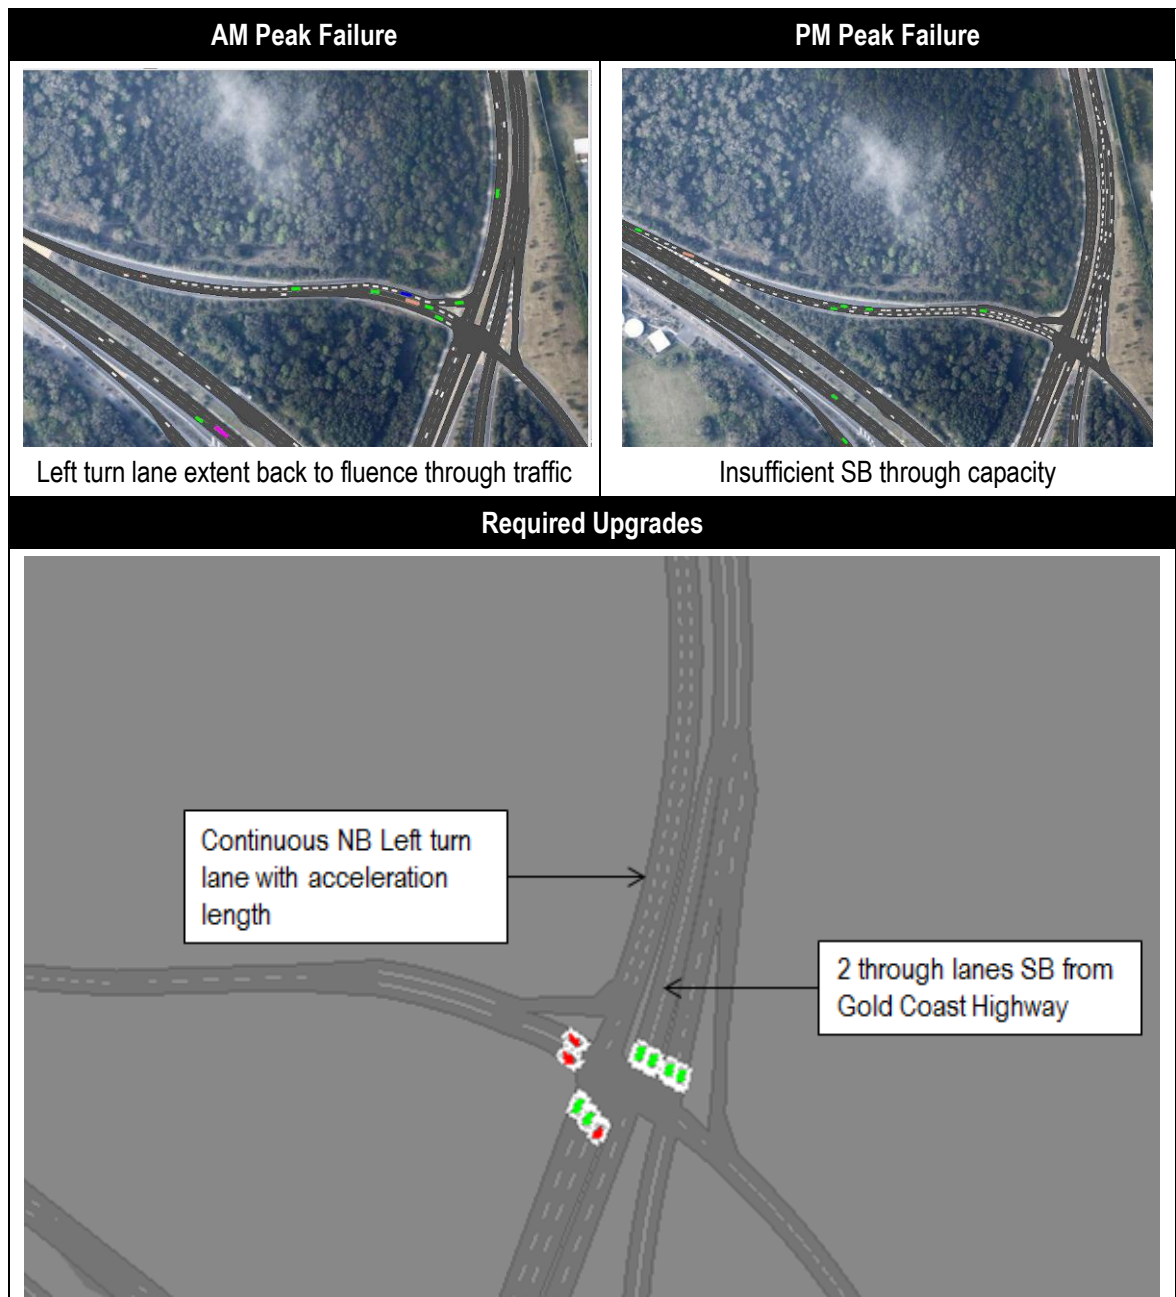 AM Peak Failure
PM Peak Failure
Left turn lane extent back to fluence through traffic
Insufficient SB through capacity
Required Upgrades
Continuous NB Left turn
lane with acceleration
length
2 through lanes SB from
Gold Coast Highway